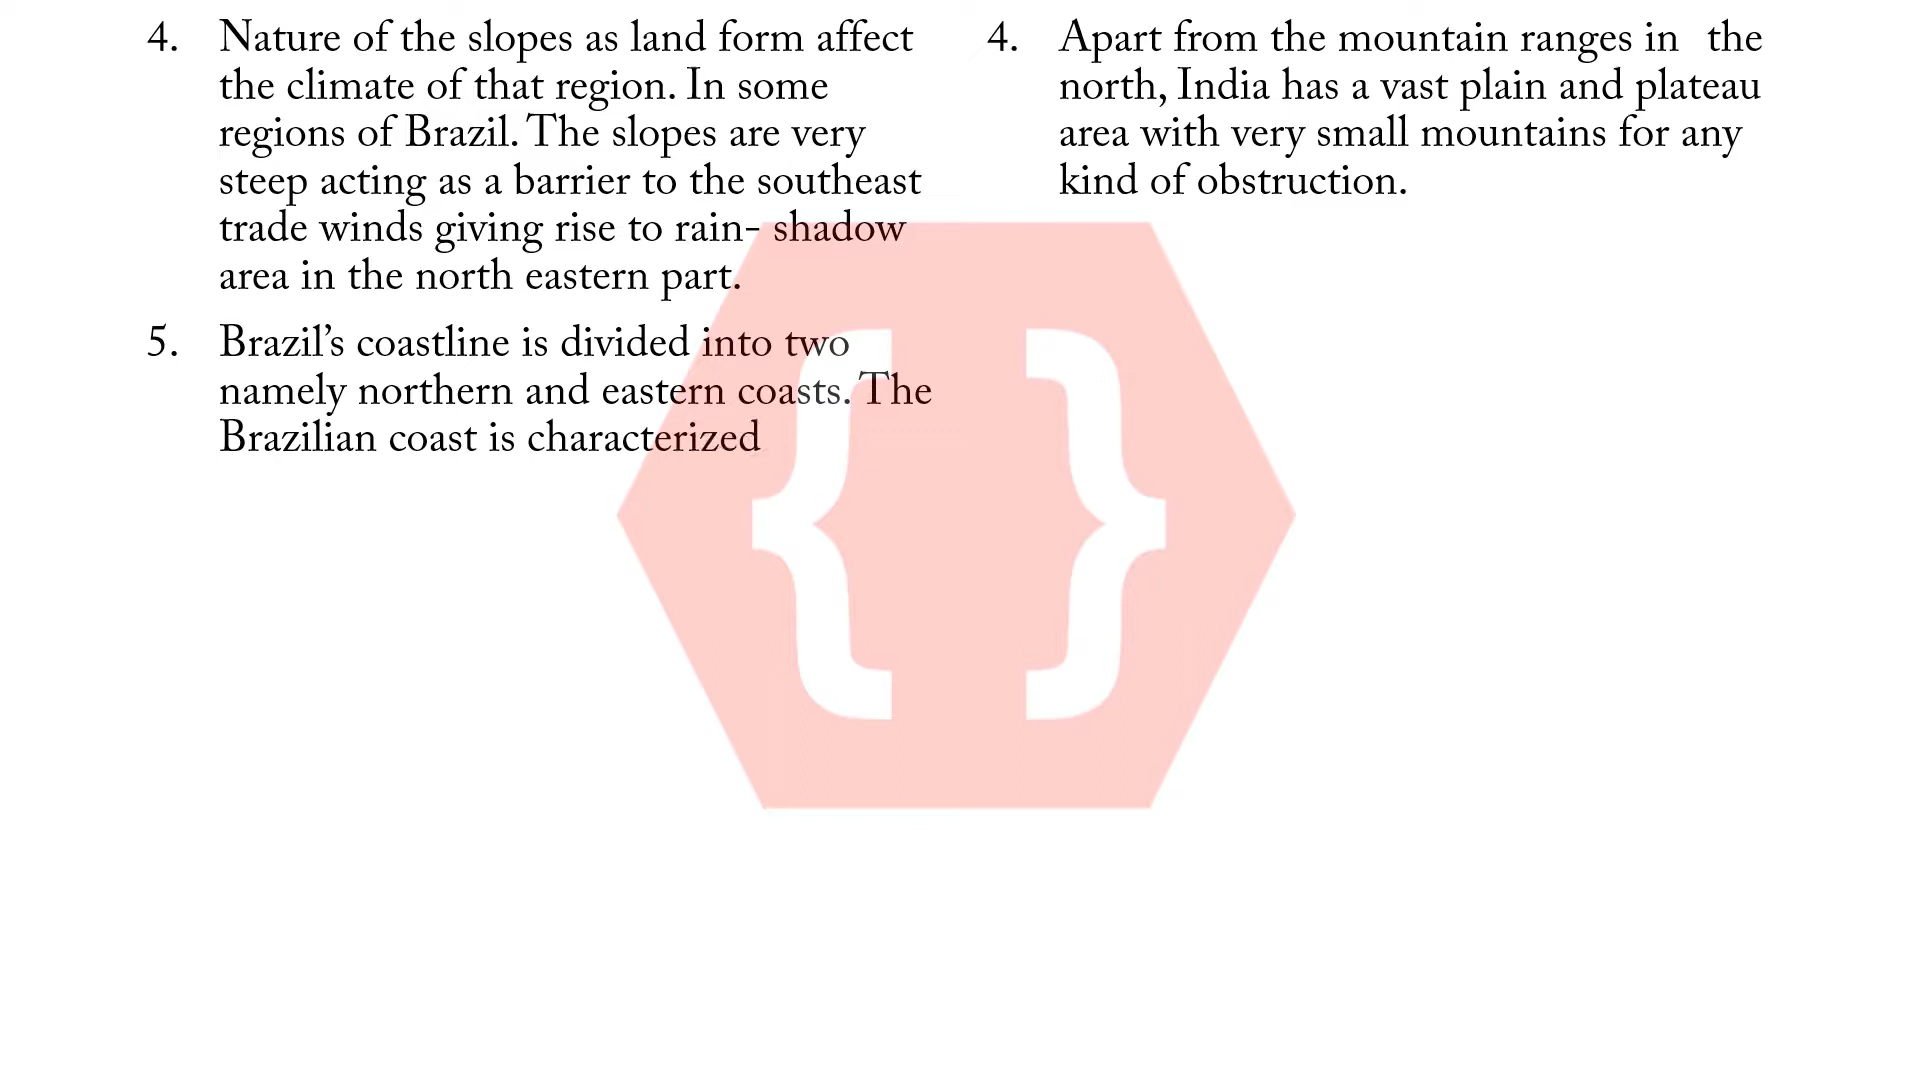 4. Nature of the slopes as land form affect
the climate of that region. In some
regions of Brazil. The slopes are very
steep acting as a barrier to the southeast
trade winds giving rise to rain- shadow
area in the north eastern part.
5. Brazil’s coastline is divided into two
namely northern and eastern coasts. The
Brazilian coast is characterized
4. Apart from the mountain ranges in the
north, India has a vast plain and plateau
area with very small mountains for any
kind of obstruction.